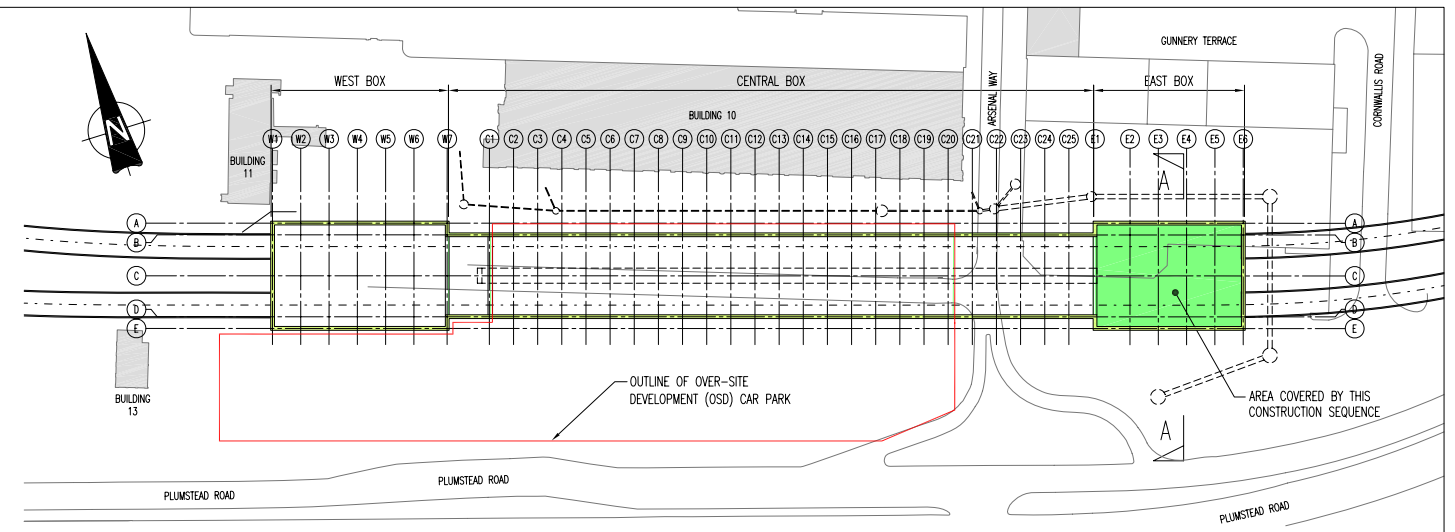 GUNNERY TERRACE
CORNWALLIS ROAD
WEST BOX
CENTRAL BOX
EAST BOX
ARSENAL WAY
BUILDING 10
N
W1 W2 W3 W4 W5 W6 W7 C1 C2 C3 C4 C5 C6 C7 C8 C9 C10 C11 C12 C13 C14 C15 C16 C17 C18 C19 C20 C21 C22 C23 C24 C25 E1 E2 E3 E4 E5 E6
BUILDING
11
A
A
B
C
D
E
A
B
C
D
E
BUILDING
13
OUTLINE OF OVER-SITE
DEVELOPMENT (OSD) CAR PARK
AREA COVERED BY THIS
CONSTRUCTION SEQUENCE
A
PLUMSTEAD ROAD
PLUMSTEAD ROAD
PLUMSTEAD ROAD